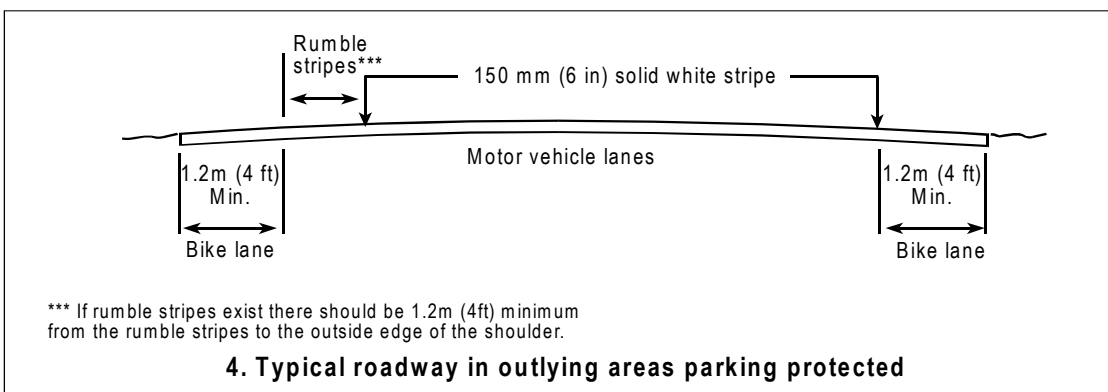 Rumble
stripes***
150 mm (6 in) solid white stripe
Motor vehicle lanes
1.2m (4 ft)
Min.
Bike lane
1.2m (4 ft)
Min.
Bike lane
*** If rumble stripes exist there should be 1.2m (4ft) minimum
from the rumble stripes to the outside edge of the shoulder.
4. Typical roadway in outlying areas parking protected